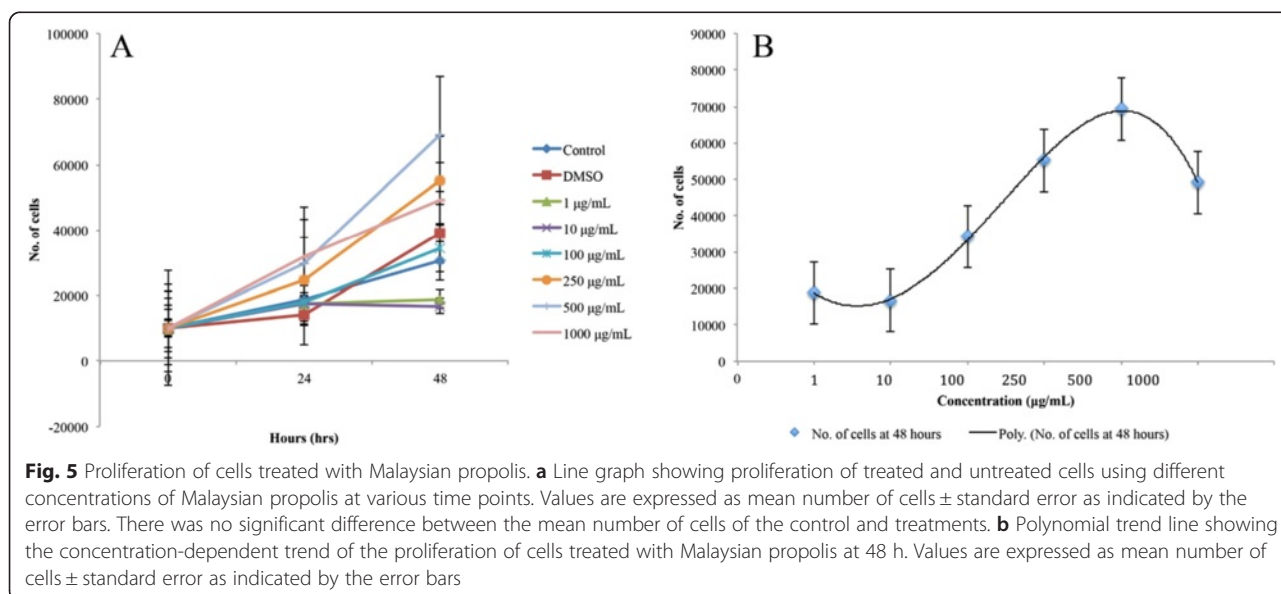 A
100000
80000
60000
40000
20000
0
-20000
No. of cells
0 24 48
Hours (hrs)
Control
DMSO
1 µg/mL
10 µg/mL
100 µg/mL
250 µg/mL
500 µg/mL
1000 µg/mL
B
90000
80000
70000
60000
50000
40000
30000
20000
10000
0
No. of cells
0 1 10 100 250 500 1000
Concentration (µg/mL)
No. of cells at 48 hours Poly. (No. of cells at 48 hours)
Fig. 5 Proliferation of cells treated with Malaysian propolis. a Line graph showing proliferation of treated and untreated cells using different
concentrations of Malaysian propolis at various time points. Values are expressed as mean number of cells ± standard error as indicated by the
error bars. There was no significant difference between the mean number of cells of the control and treatments. b Polynomial trend line showing
the concentration-dependent trend of the proliferation of cells treated with Malaysian propolis at 48 h. Values are expressed as mean number of
cells ± standard error as indicated by the error bars